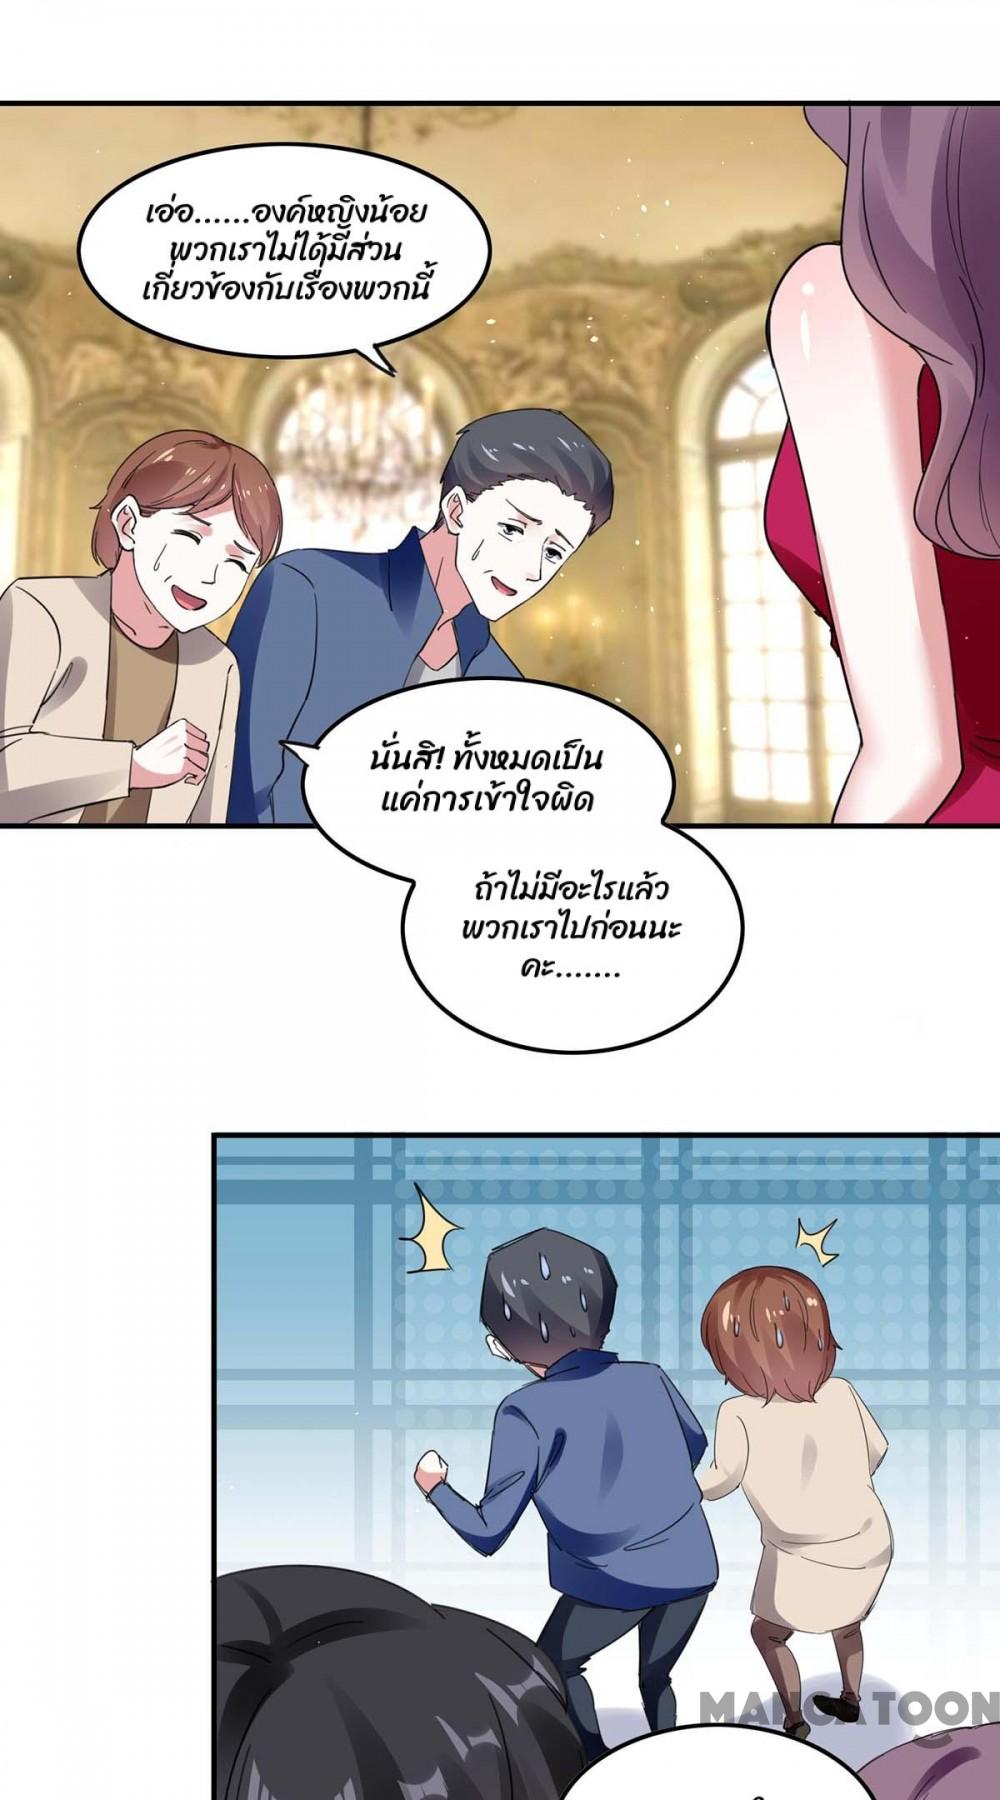 เอ่อ......องค์หญิงน้อย
พวกเราไม่ได้มีส่วน
เกี่ยวข้องกับเรื่องพวกนี้
นั่นสิ! ทั้งหมดเป็น
แค่การเข้าใจผิด
ถ้าไม่มีอะไรแล้ว
พวกเราไปก่อนนะ
คะ.......
MANGATOON